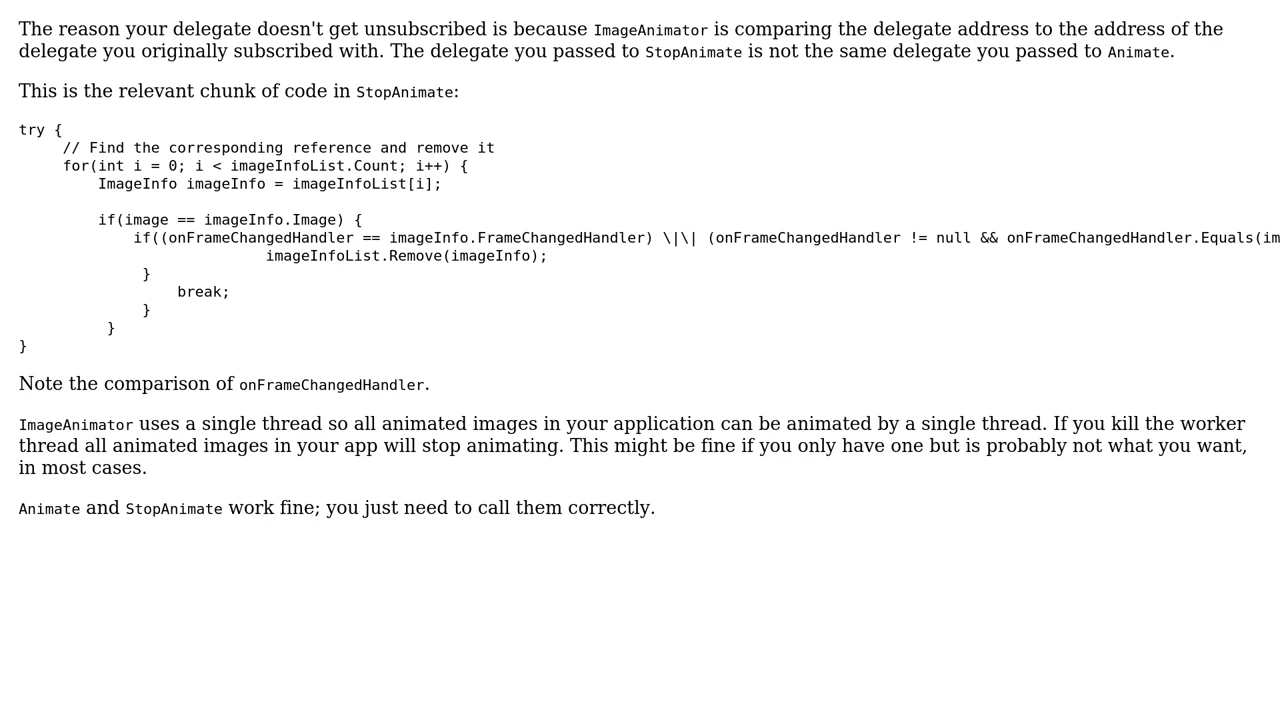 The reason your delegate doesn't get unsubscribed is because ImageAnimator is comparing the delegate address to the address of the
delegate you originally subscribed with. The delegate you passed to StopAnimate is not the same delegate you passed to Animate.
This is the relevant chunk of code in StopAnimate:
try {
     // Find the corresponding reference and remove it
     for(int i = 0; i < imageInfoList.Count; i++) {
         ImageInfo imageInfo = imageInfoList[i];
         if(image == imageInfo.Image) {
             if((onFrameChangedHandler == imageInfo.FrameChangedHandler) \|\| (onFrameChangedHandler != null && onFrameChangedHandler.Equals(im
                            imageInfoList.Remove(imageInfo);
              }
                  break;
              }
          }
}
Note the comparison of onFrameChangedHandler.
ImageAnimator uses a single thread so all animated images in your application can be animated by a single thread. If you kill the worker
thread all animated images in your app will stop animating. This might be fine if you only have one but is probably not what you want,
in most cases.
Animate and StopAnimate work fine; you just need to call them correctly.